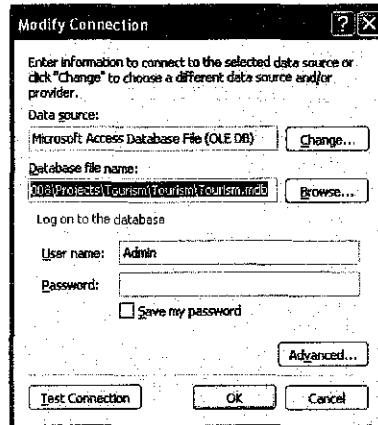 Modify Connection
Enter information to connect to the selected data source or
click "Change" to choose a different data source and/or
provider.
Data source:
Microsoft Access Database File (OLE DB)
Change...
Database file name:
008\Projects\Tourism\Tourism\Tourism.mdb
Browse...
Log on to the database
User name:
Admin
Password:
Save my password
Advanced...
Test Connection
OK
Cancel